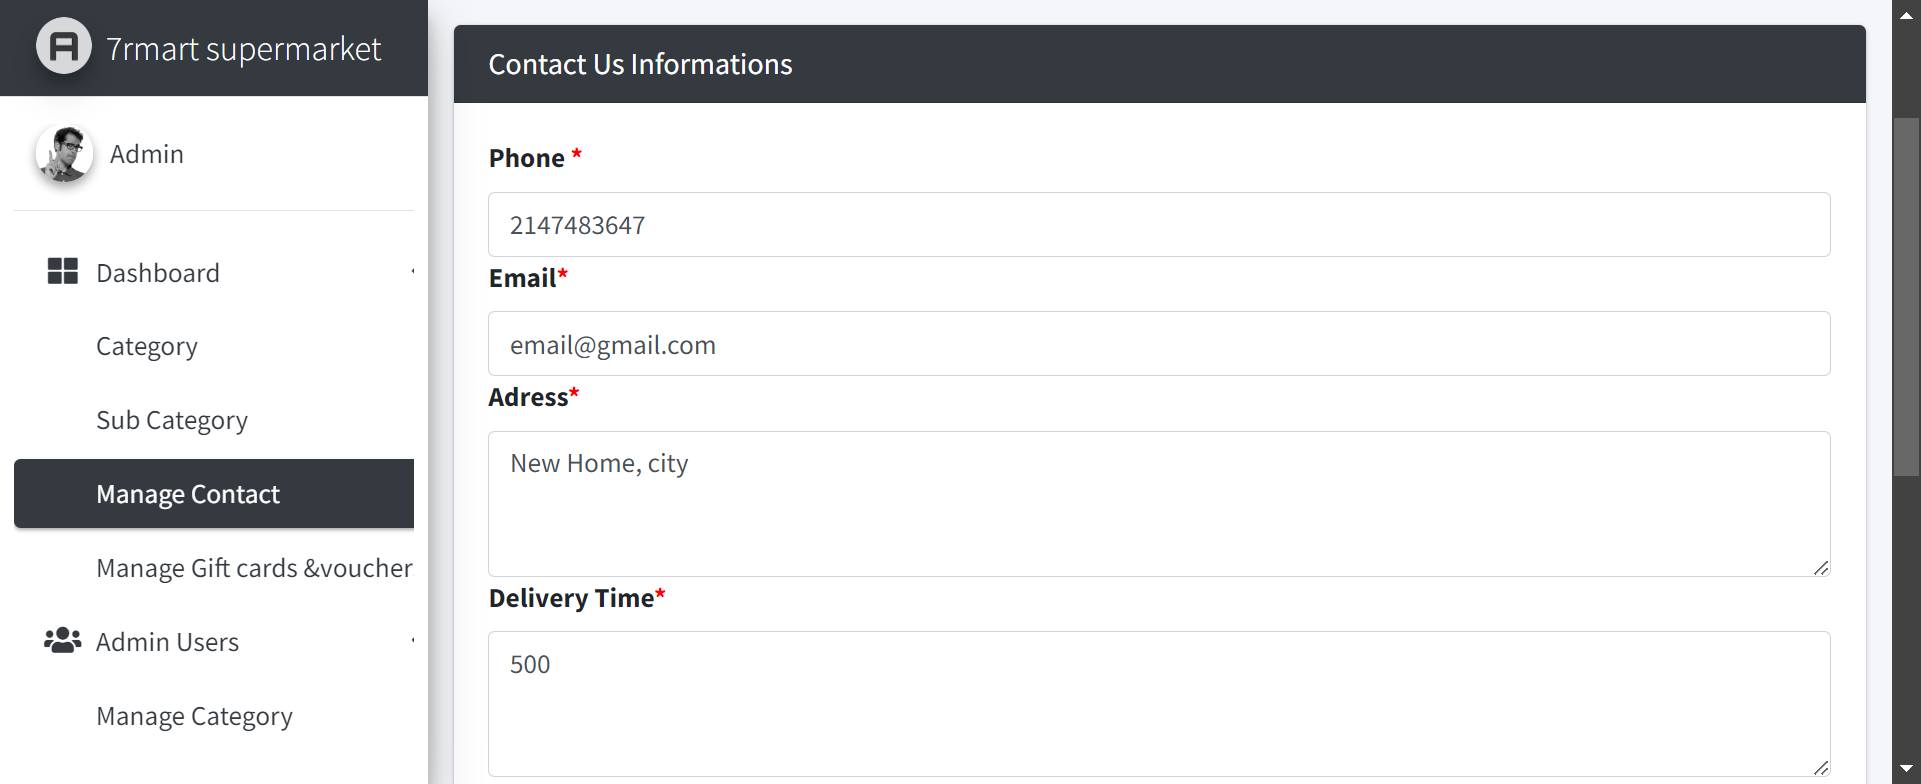 7rmart supermarket
Admin
Dashboard
Category
Sub Category
Manage Contact
Manage Gift cards &voucher
Admin Users
Manage Category
Contact Us Informations
Phone *
2147483647
Email*
email@gmail.com
Adress*
New Home, city
Delivery Time*
500